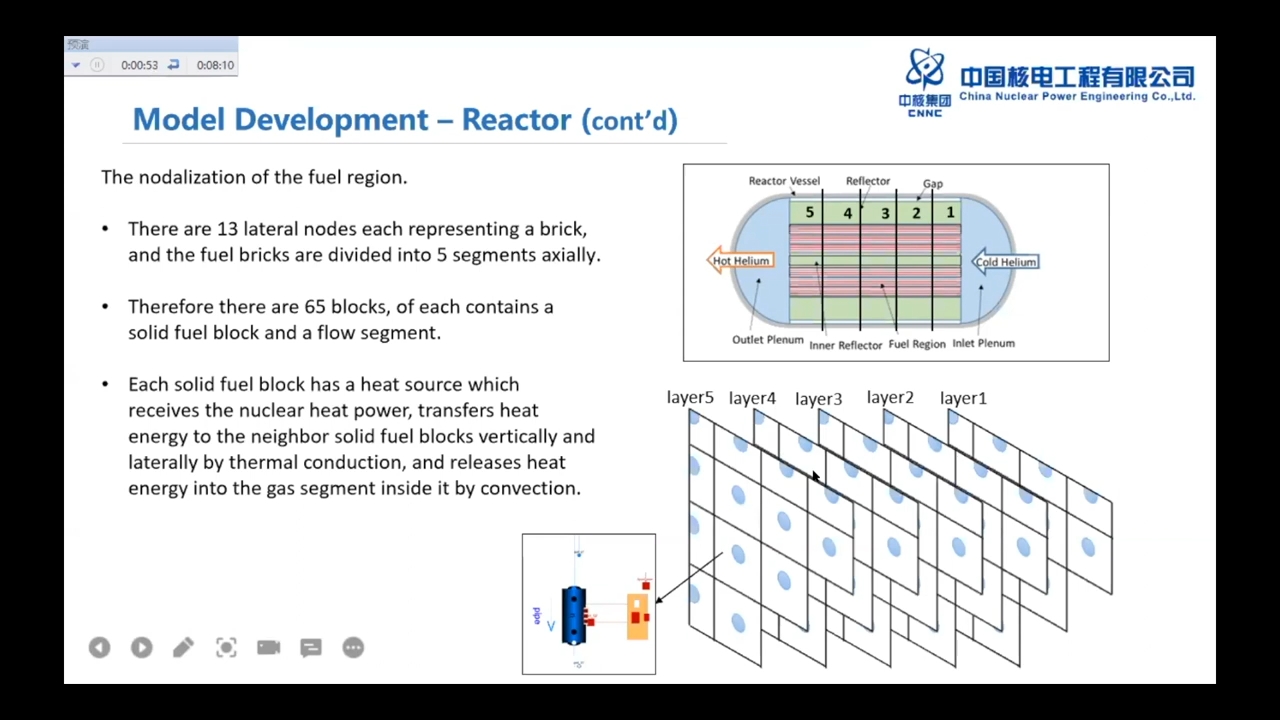 预演
0:00:53 0:08:10
中核集团
CNNC
中国核电工程有限公司
China Nuclear Power Engineering Co.,Ltd.
Model Development – Reactor (cont’d)
The nodalization of the fuel region.
• There are 13 lateral nodes each representing a brick,
and the fuel bricks are divided into 5 segments axially.
• Therefore there are 65 blocks, of each contains a
solid fuel block and a flow segment.
• Each solid fuel block has a heat source which
receives the nuclear heat power, transfers heat
energy to the neighbor solid fuel blocks vertically and
laterally by thermal conduction, and releases heat
energy into the gas segment inside it by convection.
Reactor Vessel Reflector Gap
5 4 3 2 1
Hot Helium Cold Helium
Outlet Plenum Inner Reflector Fuel Region Inlet Plenum
layer5 layer4 layer3 layer2 layer1
pipe
V